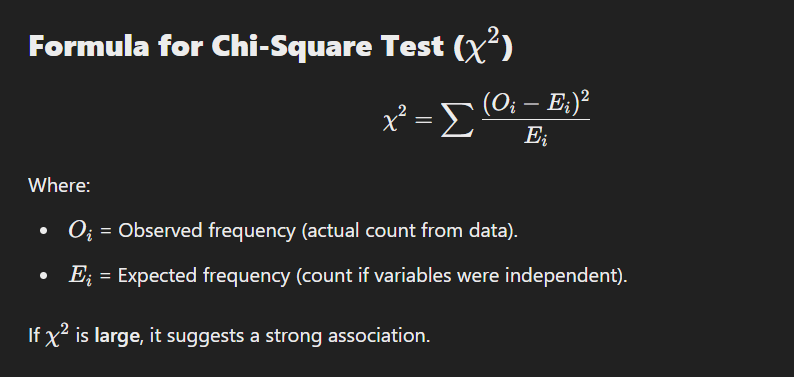 Formula for Chi-Square Test (χ²)
χ² = ∑ (Oᵢ − Eᵢ)² / Eᵢ
Where:
• Oᵢ = Observed frequency (actual count from data).
• Eᵢ = Expected frequency (count if variables were independent).
If χ² is large, it suggests a strong association.